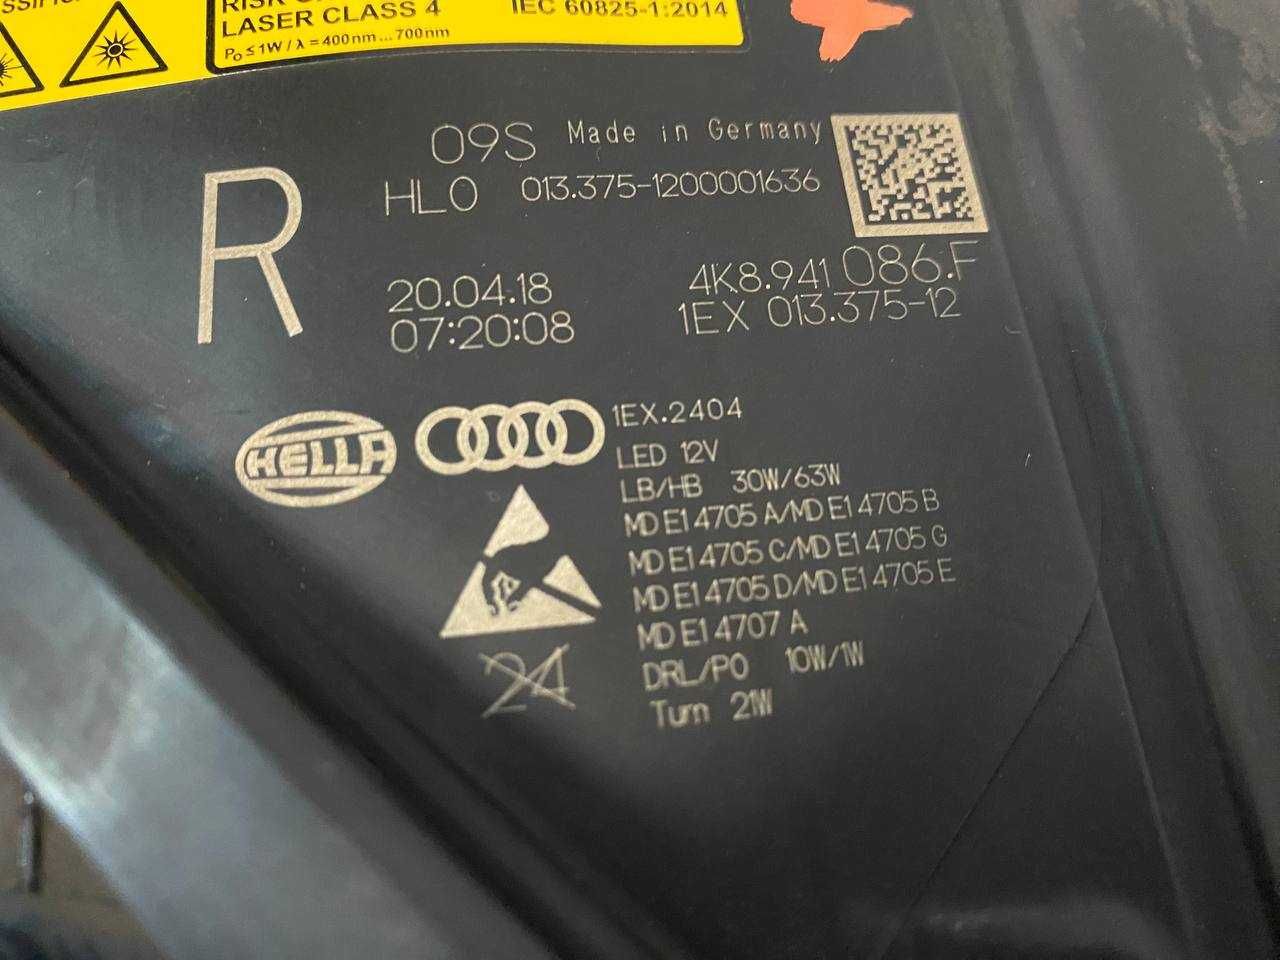 LASER CLASS 4
IEC 60825-1:2014
P₀ ≤ 1W / λ = 400nm...700nm
09S Made in Germany
R
HL0 013.375-1200001636
20.04.18
4K8.941 086.F
07:20:08
1EX 013.375-12
HELLA
1EX.2404
LED 12V
LB/HB 30W/63W
MD E1 4705 A/MD E1 4705 B
MD E1 4705 C/MD E1 4705 G
MD E1 4705 D/MD E1 4705 E
MD E1 4707 A
24
DRL/PO 10W/1W
Turn 21W